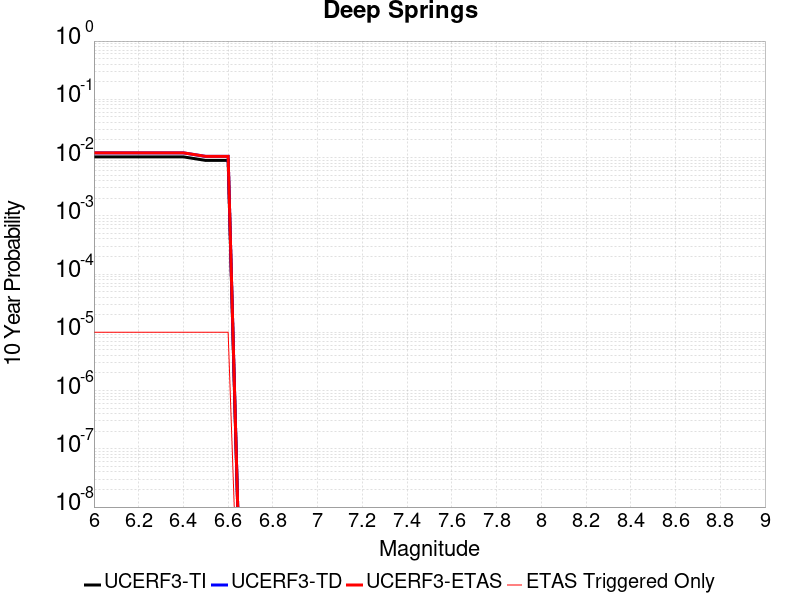 Deep Springs
10 Year Probability
10^0
10^-1
10^-2
10^-3
10^-4
10^-5
10^-6
10^-7
10^-8
6 6.2 6.4 6.6 6.8 7 7.2 7.4 7.6 7.8 8 8.2 8.4 8.6 8.8 9
Magnitude
UCERF3-TI UCERF3-TD UCERF3-ETAS ETAS Triggered Only